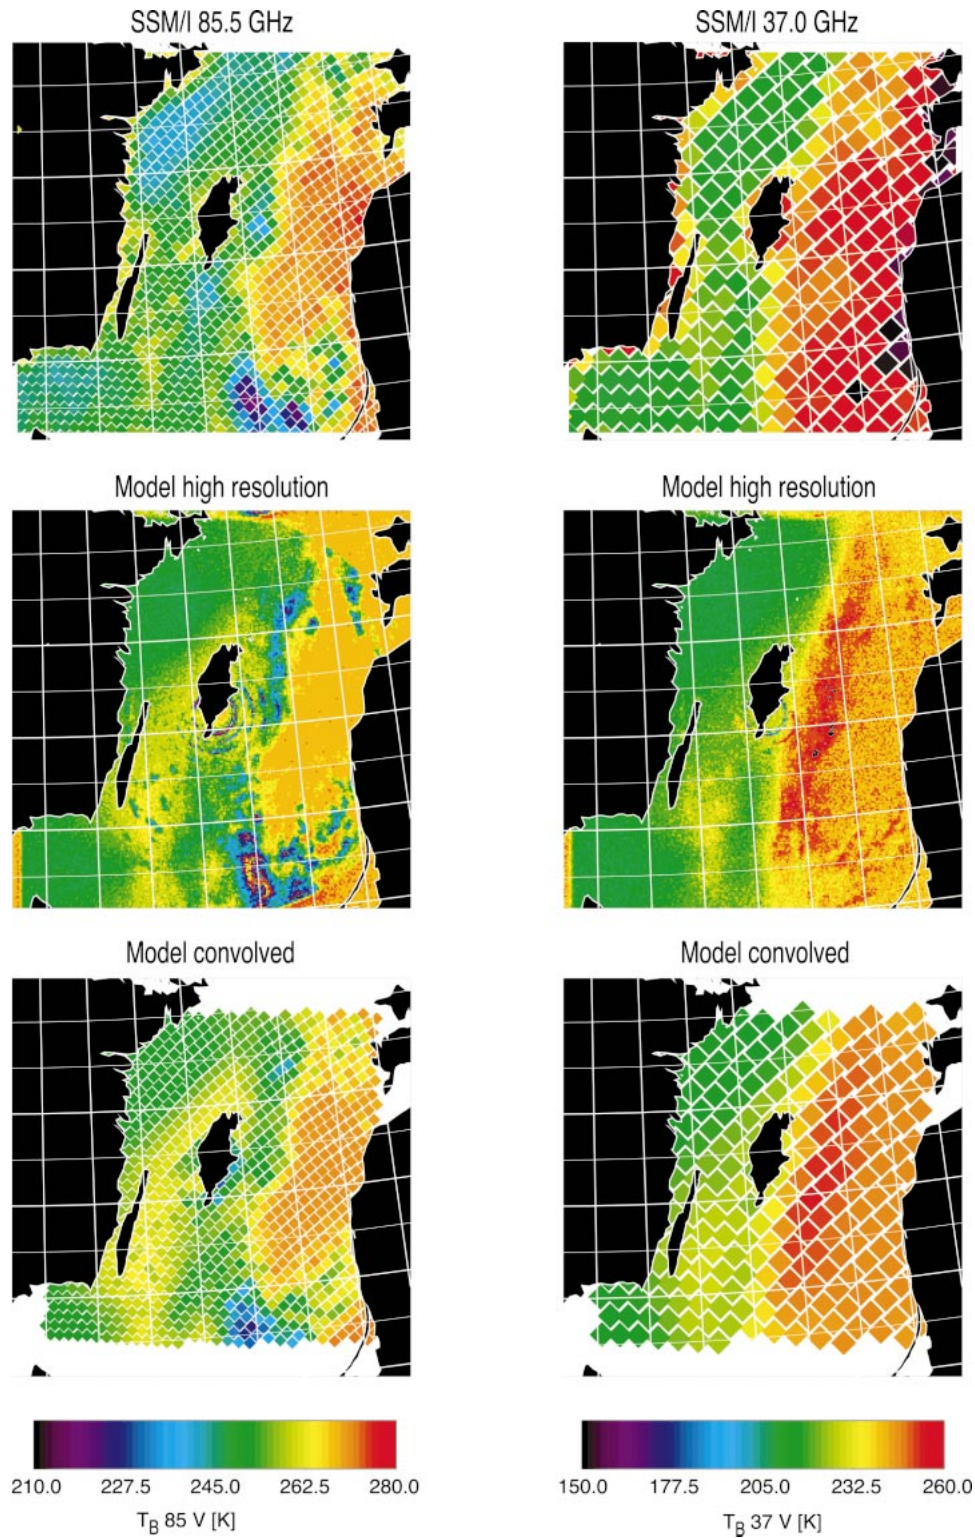 SSM/I 85.5 GHz
SSM/I 37.0 GHz
Model high resolution
Model high resolution
Model convolved
Model convolved
210.0 227.5 245.0 262.5 280.0
T_B 85 V [K]
150.0 177.5 205.0 232.5 260.0
T_B 37 V [K]